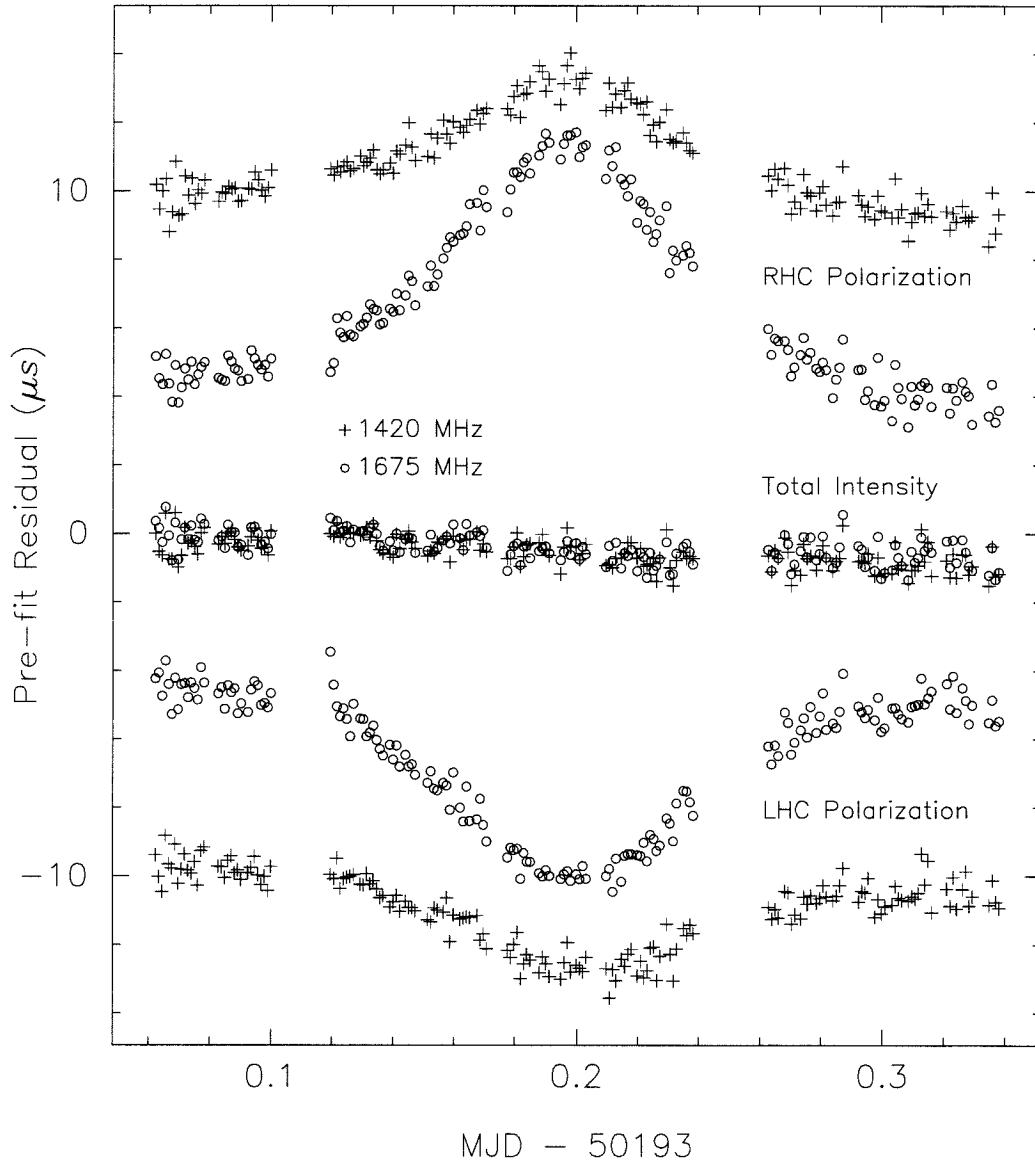 10
RHC Polarization
+ 1420 MHz
o 1675 MHz
Total Intensity
0
LHC Polarization
-10
Pre-fit Residual (μs)
0.1 0.2 0.3
MJD - 50193